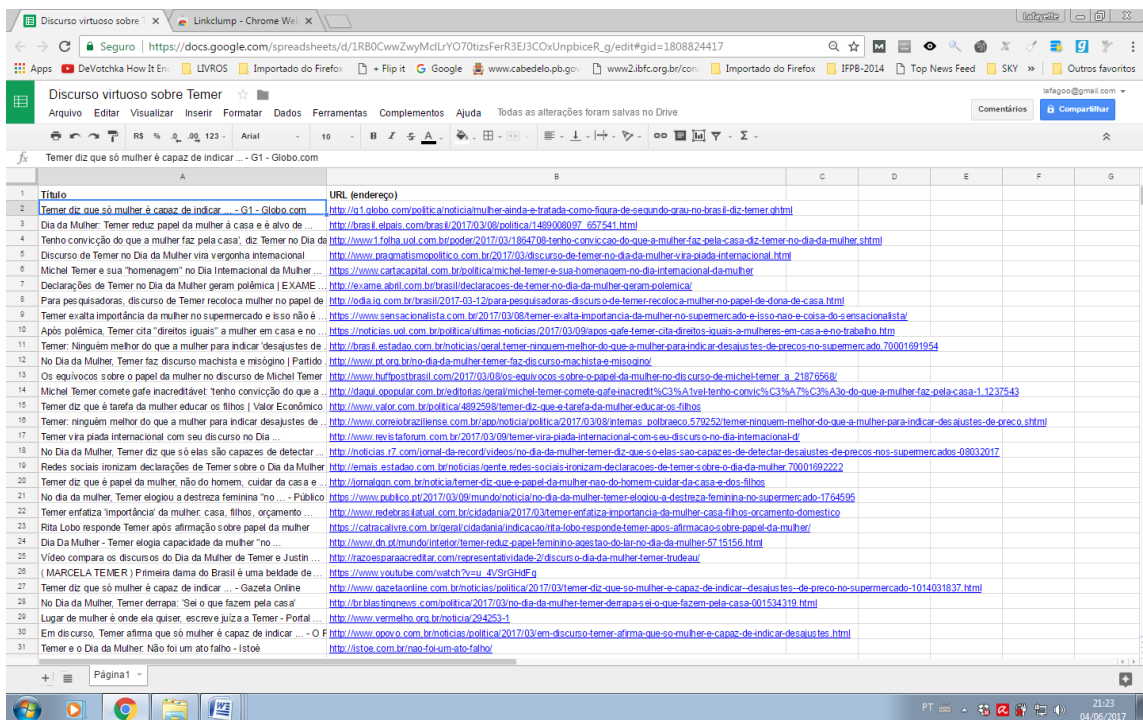 Discurso virtuoso sobre T
Linkclump - Chrome We
Lafayette
Seguro | https://docs.google.com/spreadsheets/d/1RB0CwwZwyMclLrYO70tizsFerR3EJ3COxUnpbiceR_g/edit#gid=1808824417
Apps DeVotchka How It En LIVROS Importado do Firefox + Flip it Google www.cabedelo.pb.go www2.ibfc.org.br/con Importado do Firefox IFPB-2014 Top News Feed SKY » Outros favoritos
Discurso virtuoso sobre Temer
lafagoo@gmail.com
Arquivo Editar Visualizar Inserir Formatar Dados Ferramentas Complementos Ajuda Todas as alterações foram salvas no Drive
Comentários Compartilhar
R$ % .0 .00 123 Arial 10 B I S A
fx Temer diz que só mulher é capaz de indicar ... - G1 - Globo.com
A B C D E F G
1 Título URL (endereço)
2 Temer diz que só mulher é capaz de indicar ... - G1 - Globo.com http://g1.globo.com/politica/noticia/mulher-ainda-e-tratada-como-figura-de-segundo-grau-no-brasil-diz-temer.ghtml
3 Dia da Mulher: Temer reduz papel da mulher à casa e é alvo de ... http://brasil.elpais.com/brasil/2017/03/08/politica/1489008097_657541.html
4 Tenho convicção do que a mulher faz pela casa', diz Temer no Dia da http://www1.folha.uol.com.br/poder/2017/03/1864708-tenho-conviccao-do-que-a-mulher-faz-pela-casa-diz-temer-no-dia-da-mulher.shtml
5 Discurso de Temer no Dia da Mulher vira vergonha internacional http://www.pragmatismopolitico.com.br/2017/03/discurso-de-temer-no-dia-da-mulher-vira-piada-internacional.html
6 Michel Temer e sua "homenagem" no Dia Internacional da Mulher ... https://www.cartacapital.com.br/politica/michel-temer-e-sua-homenagem-no-dia-internacional-da-mulher
7 Declarações de Temer no Dia da Mulher geram polêmica | EXAME ... http://exame.abril.com.br/brasil/declaracoes-de-temer-no-dia-da-mulher-geram-polemica/
8 Para pesquisadoras, discurso de Temer recoloca mulher no papel de http://odia.ig.com.br/brasil/2017-03-12/para-pesquisadoras-discurso-de-temer-recoloca-mulher-no-papel-de-dona-de-casa.html
9 Temer exalta importância da mulher no supermercado e isso não é ... https://www.sensacionalista.com.br/2017/03/08/temer-exalta-importancia-da-mulher-no-supermercado-e-isso-nao-e-coisa-do-sensacionalista/
10 Após polêmica, Temer cita "direitos iguais" a mulher em casa e no ... https://noticias.uol.com.br/politica/ultimas-noticias/2017/03/09/apos-gafe-temer-cita-direitos-iguais-a-mulheres-em-casa-e-no-trabalho.htm
11 Temer: Ninguém melhor do que a mulher para indicar 'desajustes de http://brasil.estadao.com.br/noticias/geral,temer-ninguem-melhor-do-que-a-mulher-para-indicar-desajustes-de-precos-no-supermercado,70001691954
12 No Dia da Mulher, Temer faz discurso machista e misógino | Partido http://www.pt.org.br/no-dia-da-mulher-temer-faz-discurso-machista-e-misogino/
13 Os equívocos sobre o papel da mulher no discurso de Michel Temer http://www.huffpostbrasil.com/2017/03/08/os-equivocos-sobre-o-papel-da-mulher-no-discurso-de-michel-temer_a_21876568/
14 Michel Temer comete gafe inacreditável: 'tenho convicção do que a ... http://daqui.opopular.com.br/editorias/geral/michel-temer-comete-gafe-inacredit%C3%A1vel-tenho-convic%C3%A7%C3%A3o-do-que-a-mulher-faz-pela-casa-1.1237543
15 Temer diz que é tarefa da mulher educar os filhos | Valor Econômico http://www.valor.com.br/politica/4892598/temer-diz-que-e-tarefa-da-mulher-educar-os-filhos
16 Temer: ninguém melhor do que a mulher para indicar desajustes de ... http://www.correiobraziliense.com.br/app/noticia/politica/2017/03/08/internas_polbraeco,579252/temer-ninguem-melhor-do-que-a-mulher-para-indicar-desajustes-de-preco.shtml
17 Temer vira piada internacional com seu discurso no Dia ... http://www.revistaforum.com.br/2017/03/09/temer-vira-piada-internacional-com-seu-discurso-no-dia-internacional-d/
18 No Dia da Mulher, Temer diz que só elas são capazes de detectar ... http://noticias.r7.com/jornal-da-record/videos/no-dia-da-mulher-temer-diz-que-so-elas-sao-capazes-de-detectar-desajustes-de-precos-nos-supermercados-08032017
19 Redes sociais ironizam declarações de Temer sobre o Dia da Mulher http://emais.estadao.com.br/noticias/gente,redes-sociais-ironizam-declaracoes-de-temer-sobre-o-dia-da-mulher,70001692222
20 Temer diz que é papel da mulher, não do homem, cuidar da casa e ... http://jornalggn.com.br/noticia/temer-diz-que-e-papel-da-mulher-nao-do-homem-cuidar-da-casa-e-dos-filhos
21 No dia da mulher, Temer elogiou a destreza feminina "no ... - Público https://www.publico.pt/2017/03/09/mundo/noticia/no-dia-da-mulher-temer-elogiou-a-destreza-feminina-no-supermercado-1764595
22 Temer enfatiza 'importância' da mulher: casa, filhos, orçamento ... http://www.redebrasilatual.com.br/cidadania/2017/03/temer-enfatiza-importancia-da-mulher-casa-filhos-orcamento-domestico
23 Rita Lobo responde Temer após afirmação sobre papel da mulher https://catracalivre.com.br/geral/cidadania/indicacao/rita-lobo-responde-temer-apos-afirmacao-sobre-papel-da-mulher/
24 Dia Da Mulher - Temer elogia capacidade da mulher "no ... http://www.dn.pt/mundo/interior/temer-reduz-papel-feminino-agestao-do-lar-no-dia-da-mulher-5715156.html
25 Vídeo compara os discursos do Dia da Mulher de Temer e Justin ... http://razoesparaacreditar.com/representatividade-2/discurso-dia-da-mulher-temer-trudeau/
26 ( MARCELA TEMER ) Primeira dama do Brasil é uma beldade de ... https://www.youtube.com/watch?v=u_4VSrGHdFg
27 Temer diz que só mulher é capaz de indicar ... - Gazeta Online http://www.gazetaonline.com.br/noticias/politica/2017/03/temer-diz-que-so-mulher-e-capaz-de-indicar--desajustes--de-preco-no-supermercado-1014031837.html
28 No Dia da Mulher, Temer derrapa: 'Sei o que fazem pela casa' http://br.blastingnews.com/politica/2017/03/no-dia-da-mulher-temer-derrapa-sei-o-que-fazem-pela-casa-001534319.html
29 Lugar de mulher é onde ela quiser, escreve juíza a Temer - Portal ... http://www.vermelho.org.br/noticia/294253-1
30 Em discurso, Temer afirma que só mulher é capaz de indicar ... - O P http://www.opovo.com.br/noticias/politica/2017/03/em-discurso-temer-afirma-que-so-mulher-e-capaz-de-indicar-desajustes.html
31 Temer e o Dia da Mulher: Não foi um ato falho - Istoé http://istoe.com.br/nao-foi-um-ato-falho/
+ Página1
PT 21:23
04/06/2017